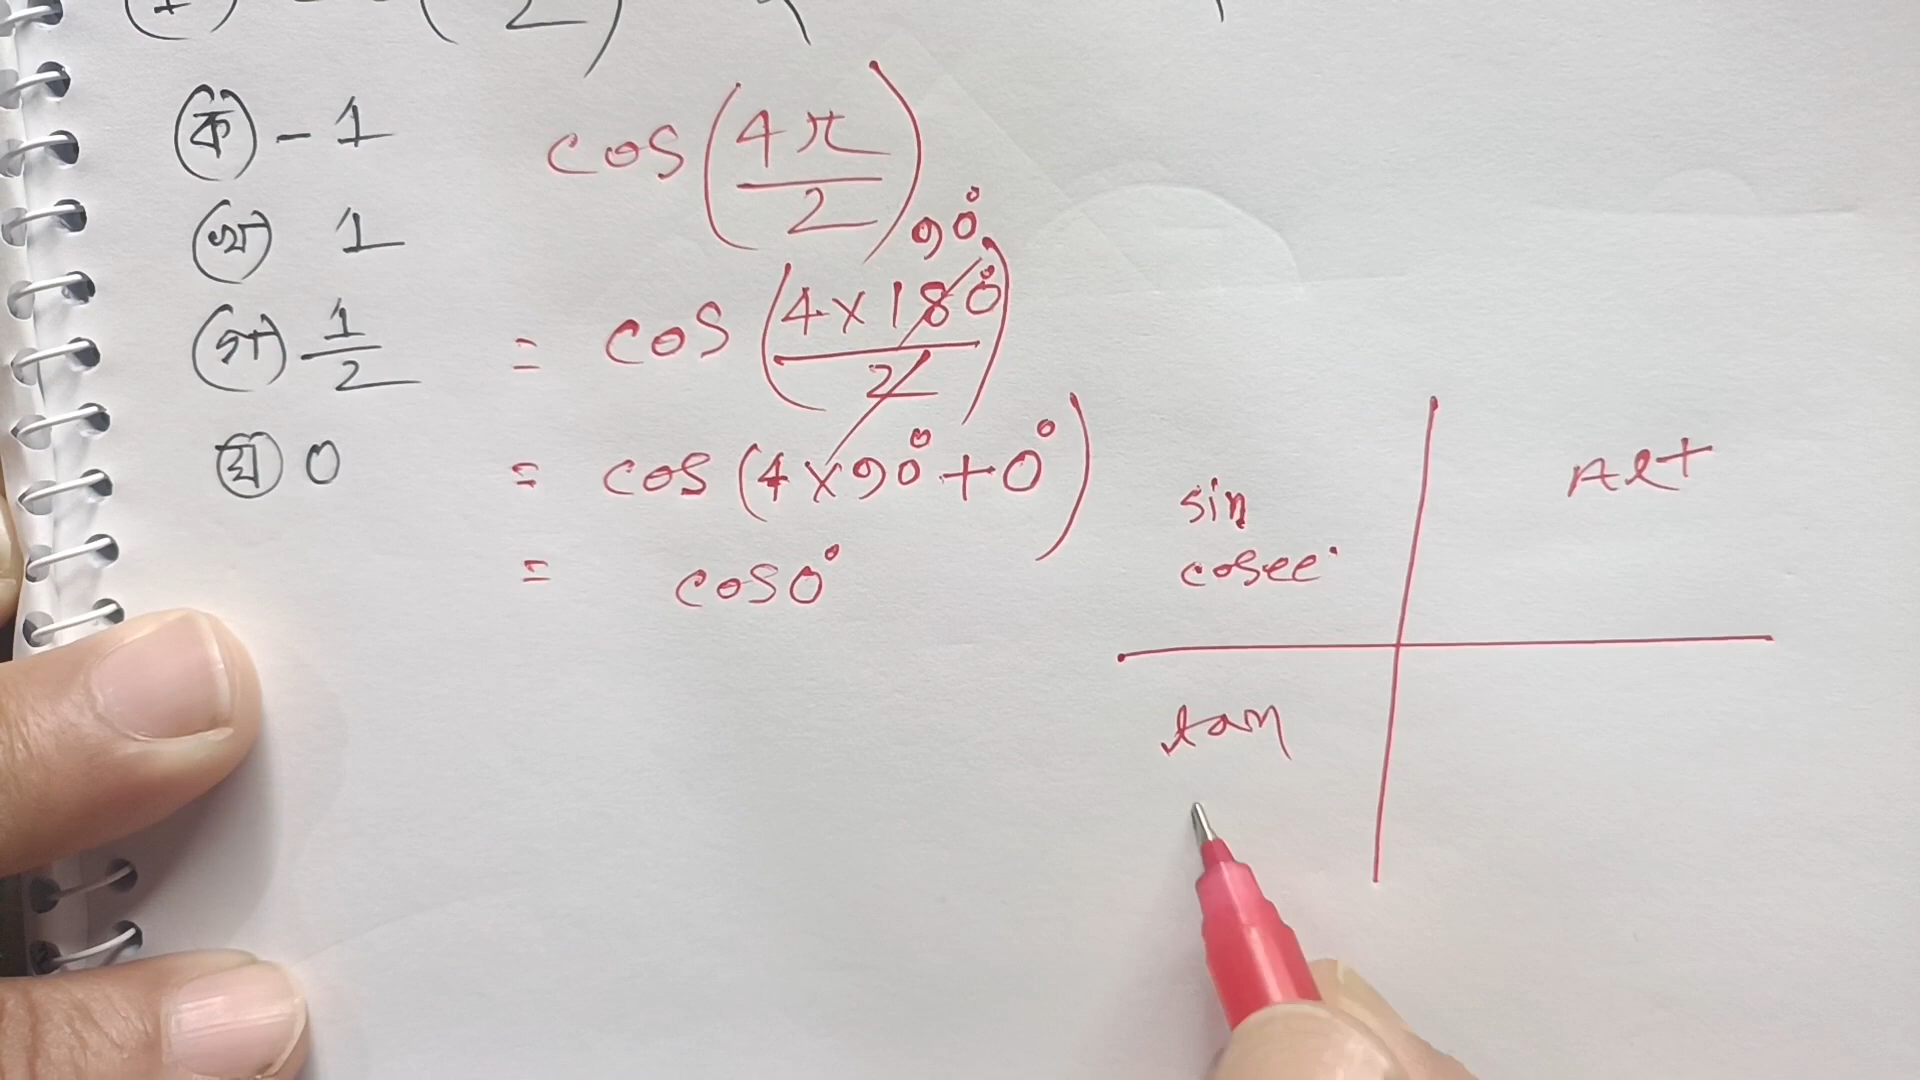 2
ক - 1
খ 1
গ 1/2
ঘ 0
cos(4π/2)
90°
= cos(4×180°/2)
= cos(4×90°+0°)
= cos0°
All+
sin
cosec
tan